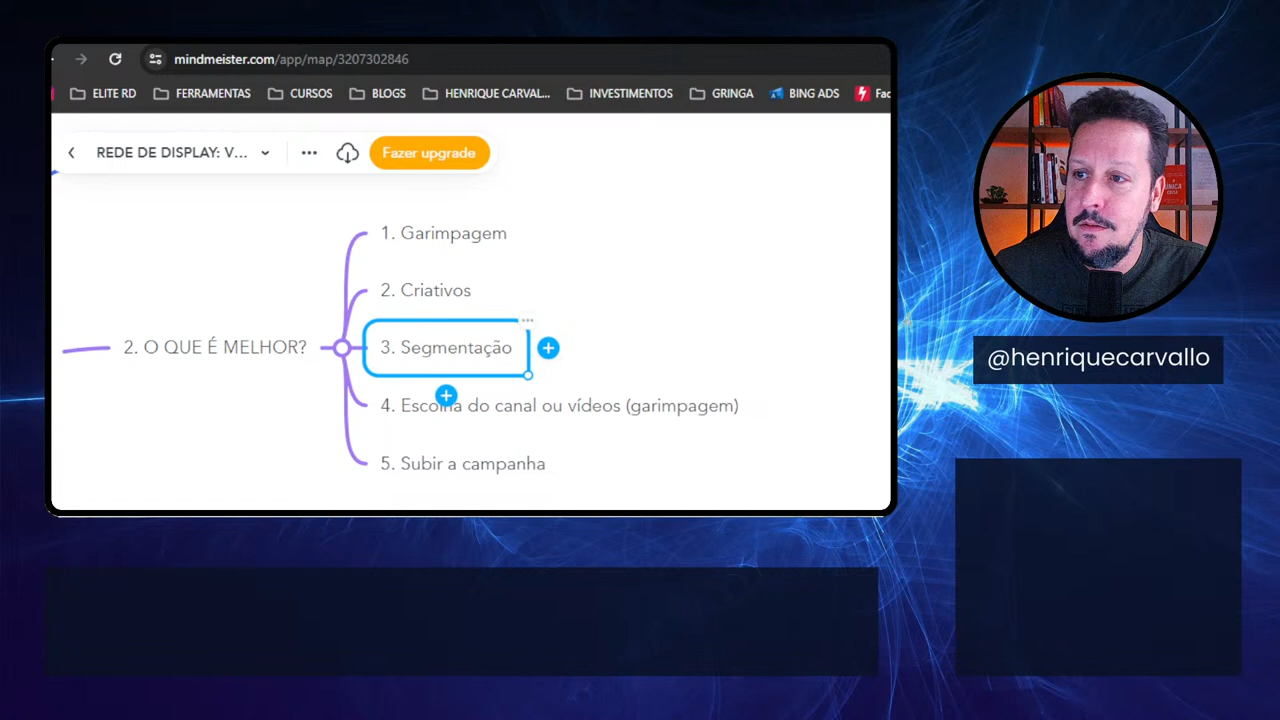 mindmeister.com/app/map/3207302846
ELITE RD FERRAMENTAS CURSOS BLOGS HENRIQUE CARVAL... INVESTIMENTOS GRINGA BING ADS Fac
REDE DE DISPLAY: V... Fazer upgrade
1. Garimpagem
2. Criativos
2. O QUE É MELHOR?
3. Segmentação
4. Escolha do canal ou vídeos (garimpagem)
5. Subir a campanha
@henriquecarvallo